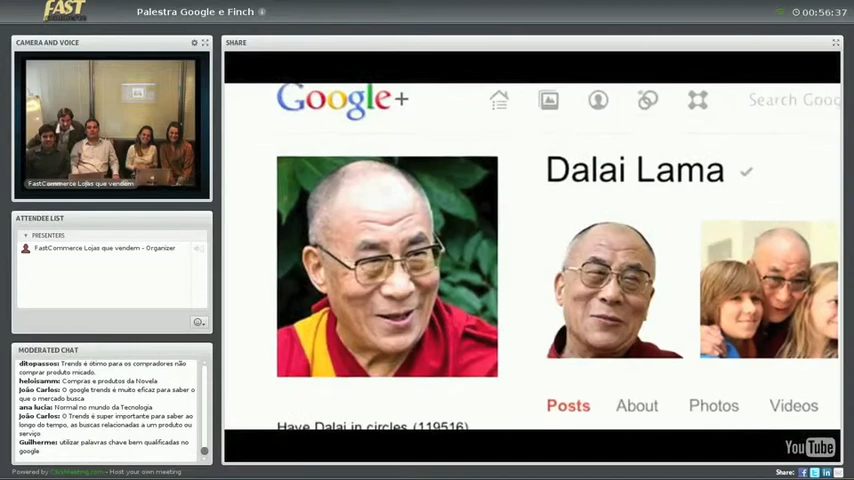 FAST
Palestra Google e Finch
00:56:37
CAMERA AND VOICE
FastCommerce Lojas que vendem
ATTENDEE LIST
PRESENTERS
FastCommerce Lojas que vendem - Organizer
MODERATED CHAT
ditopassos: Trends é ótimo para os compradores não
comprar produto micado.
heloisamm: Compras e produtos da Novela
João Carlos: O google trends é muito eficaz para saber o
que o mercado busca
ana lucia: Normal no mundo da Tecnologia
João Carlos: O Trends é super importante para saber ao
longo do tempo, as buscas relacionadas a um produto ou
serviço
Guilherme: utilizar palavras chave bem qualificadas no
google
Powered by ClickMeeting.com - Host your own meeting
SHARE
Google+
Search Goog
Dalai Lama
Posts About Photos Videos
Have Dalai in circles (119516)
YouTube
Share: